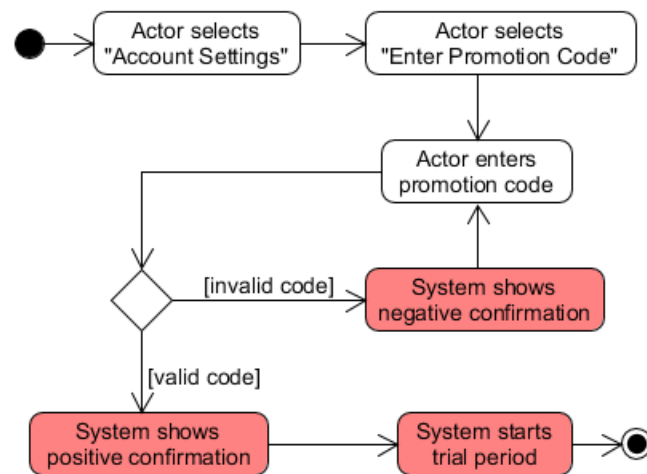 Actor selects
"Account Settings"
Actor selects
"Enter Promotion Code"
Actor enters
promotion code
[invalid code]
System shows
negative confirmation
[valid code]
System shows
positive confirmation
System starts
trial period